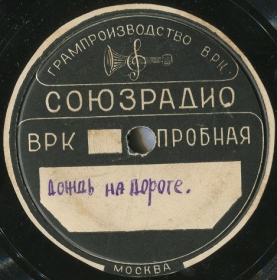 ГРАМПРОИЗВОДСТВО ВРК
СОЮЗРАДИО
ВРК ПРОБНАЯ
дождь на дороге.
МОСКВА